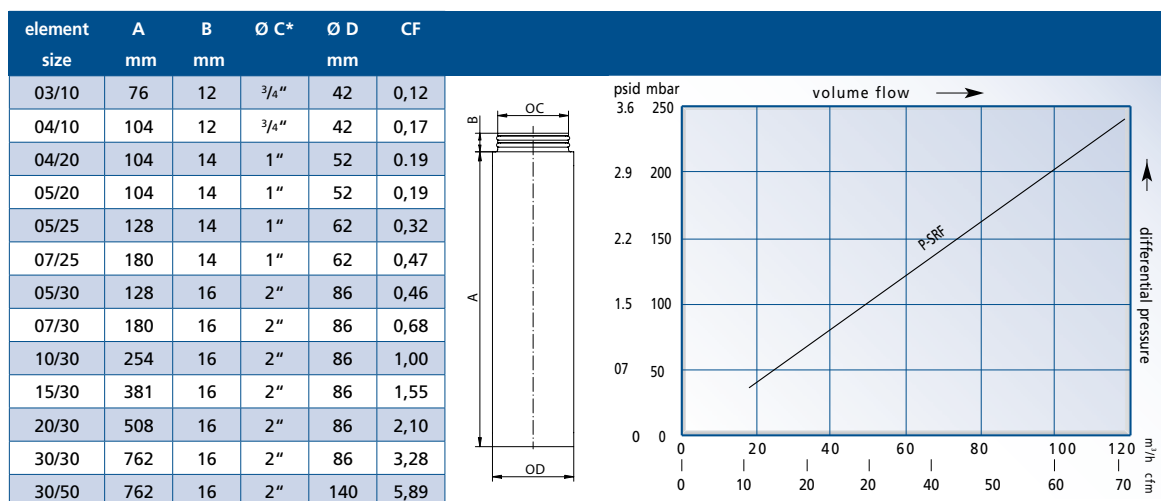 element A B Ø C* Ø D CF
size mm mm mm
03/10 76 12 3/4“ 42 0,12
04/10 104 12 3/4“ 42 0,17
04/20 104 14 1“ 52 0.19
05/20 104 14 1“ 52 0,19
05/25 128 14 1“ 62 0,32
07/25 180 14 1“ 62 0,47
05/30 128 16 2“ 86 0,46
07/30 180 16 2“ 86 0,68
10/30 254 16 2“ 86 1,00
15/30 381 16 2“ 86 1,55
20/30 508 16 2“ 86 2,10
30/30 762 16 2“ 86 3,28
30/50 762 16 2“ 140 5,89
OC
B
A
OD
psid mbar volume flow
3.6 250
2.9 200
2.2 150
1.5 100
07 50
0 0
P-SRF
differential pressure
0 20 40 60 80 100 120 m³/h
0 10 20 20 40 50 60 70 cfm